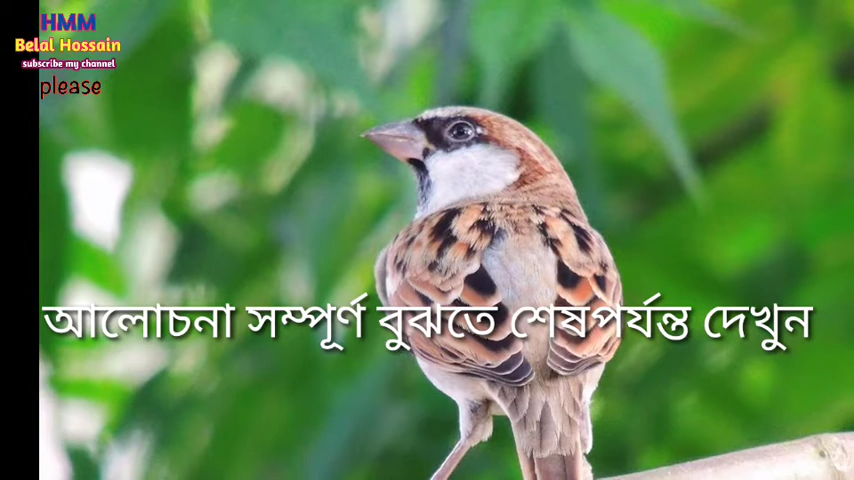 HMM
Belal Hossain
subscribe my channel
please
আলোচনা সম্পূর্ণ বুঝতে শেষপর্যন্ত দেখুন